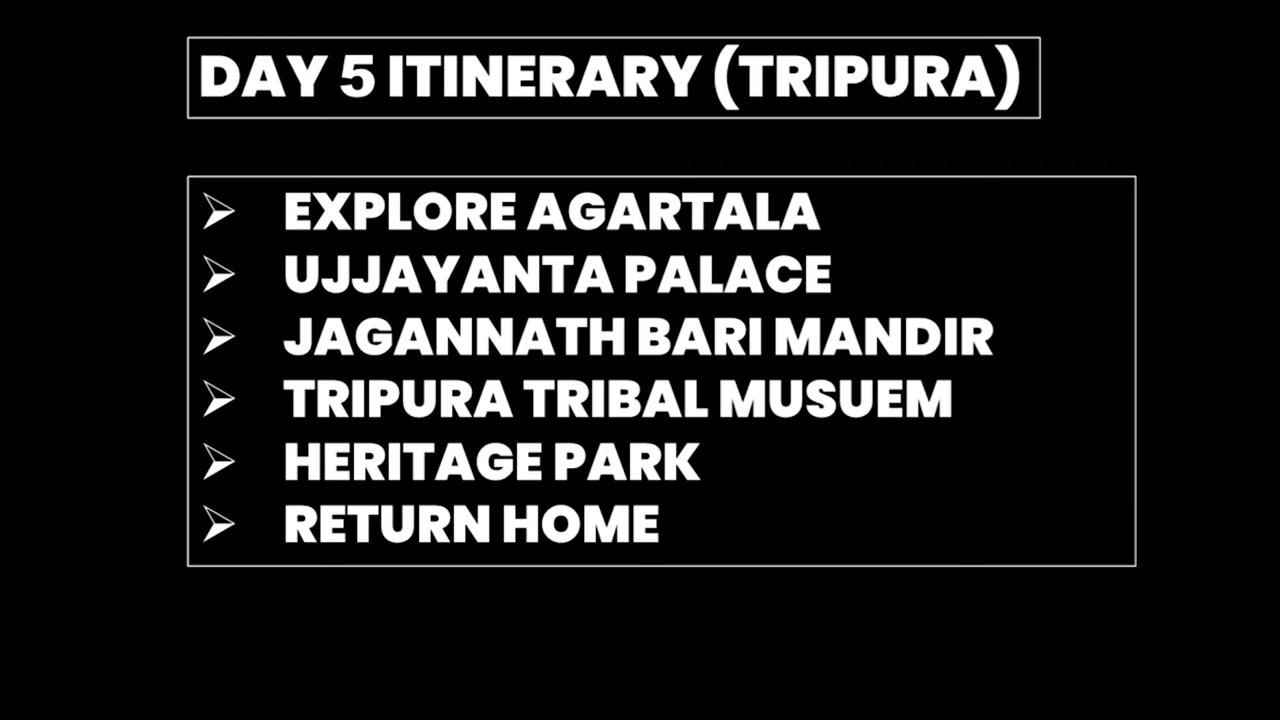 DAY 5 ITINERARY (TRIPURA)
➢ EXPLORE AGARTALA
➢ UJJAYANTA PALACE
➢ JAGANNATH BARI MANDIR
➢ TRIPURA TRIBAL MUSUEM
➢ HERITAGE PARK
➢ RETURN HOME